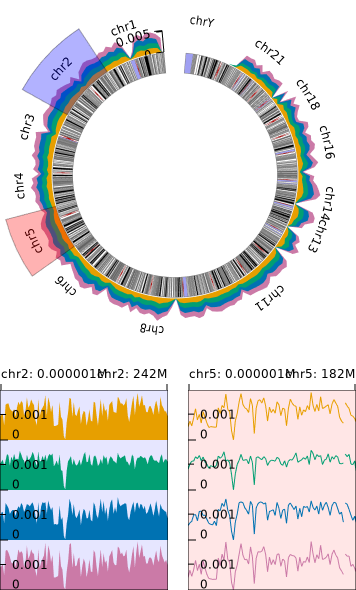 chrY
chr1
0.005
0
chr21
chr2
chr18
chr3
chr16
chr4
chr14
chr13
chr5
chr6
chr11
chr8
chr2: 0.000001M
chr2: 242M
chr5: 0.000001M
chr5: 182M
0.001
0.001
0
0
0.001
0.001
0
0
0.001
0.001
0
0
0.001
0.001
0
0